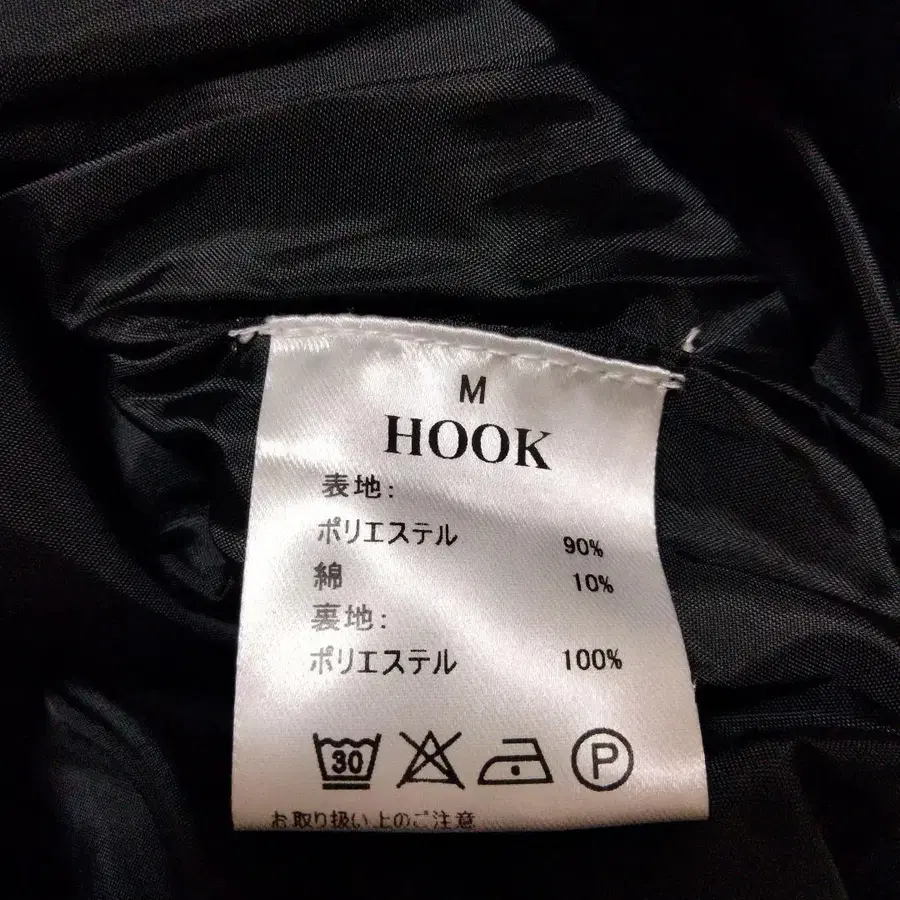 M
HOOK
表地:
ポリエステル 90%
綿 10%
裏地:
ポリエステル 100%
30 P
お取り扱い上のご注意